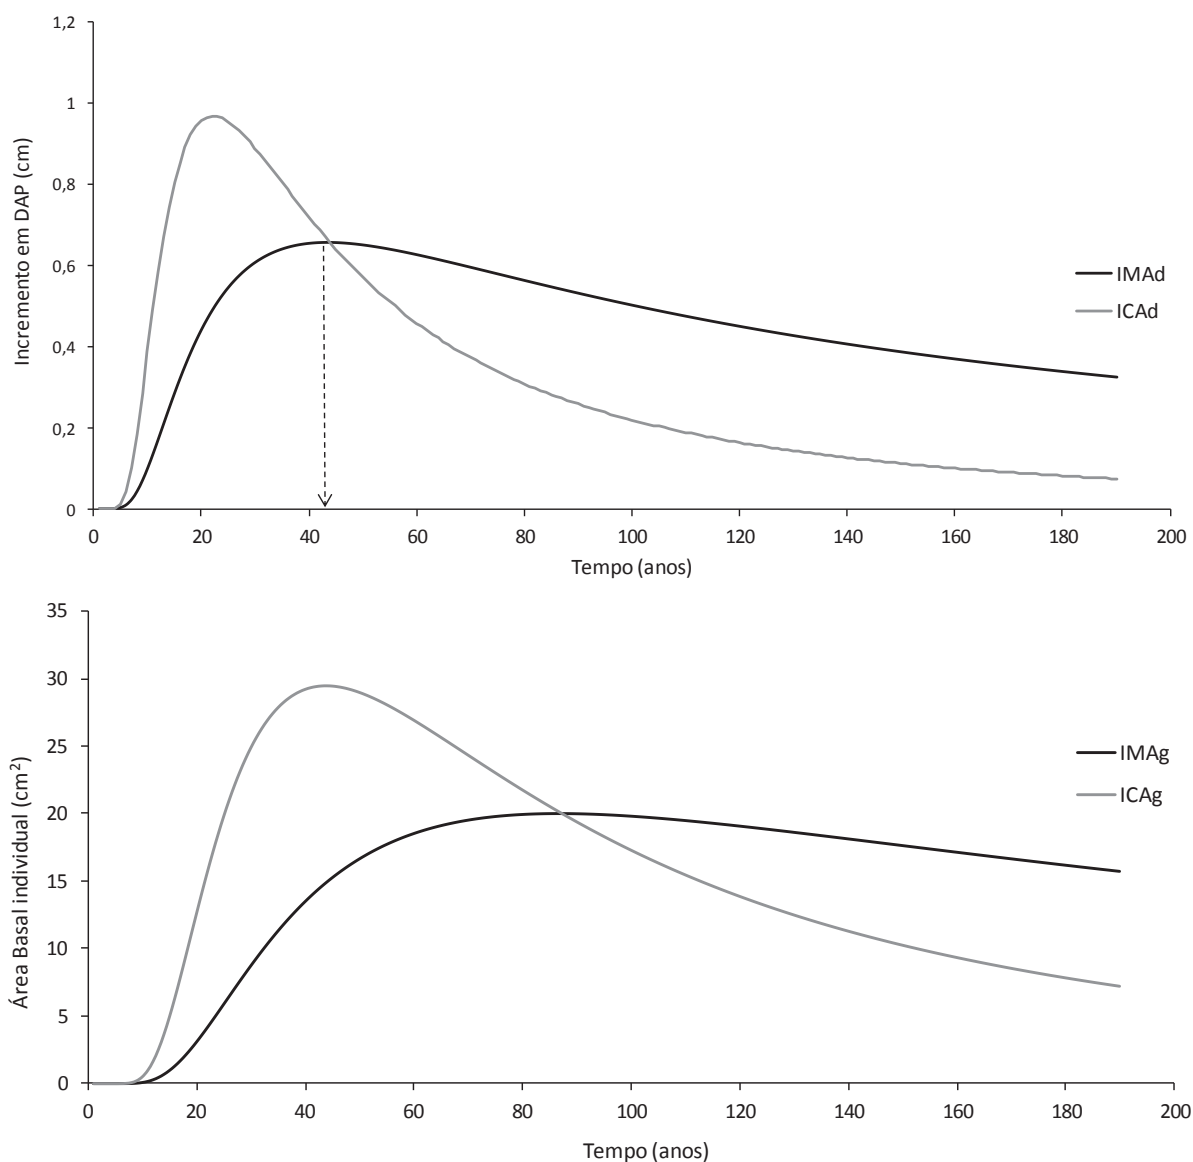 1,2
1
0,8
0,6
0,4
0,2
0
Incremento em DAP (cm)
IMAd
ICAd
0 20 40 60 80 100 120 140 160 180 200
Tempo (anos)
35
30
25
20
15
10
5
0
Área Basal individual (cm²)
IMAg
ICAg
0 20 40 60 80 100 120 140 160 180 200
Tempo (anos)